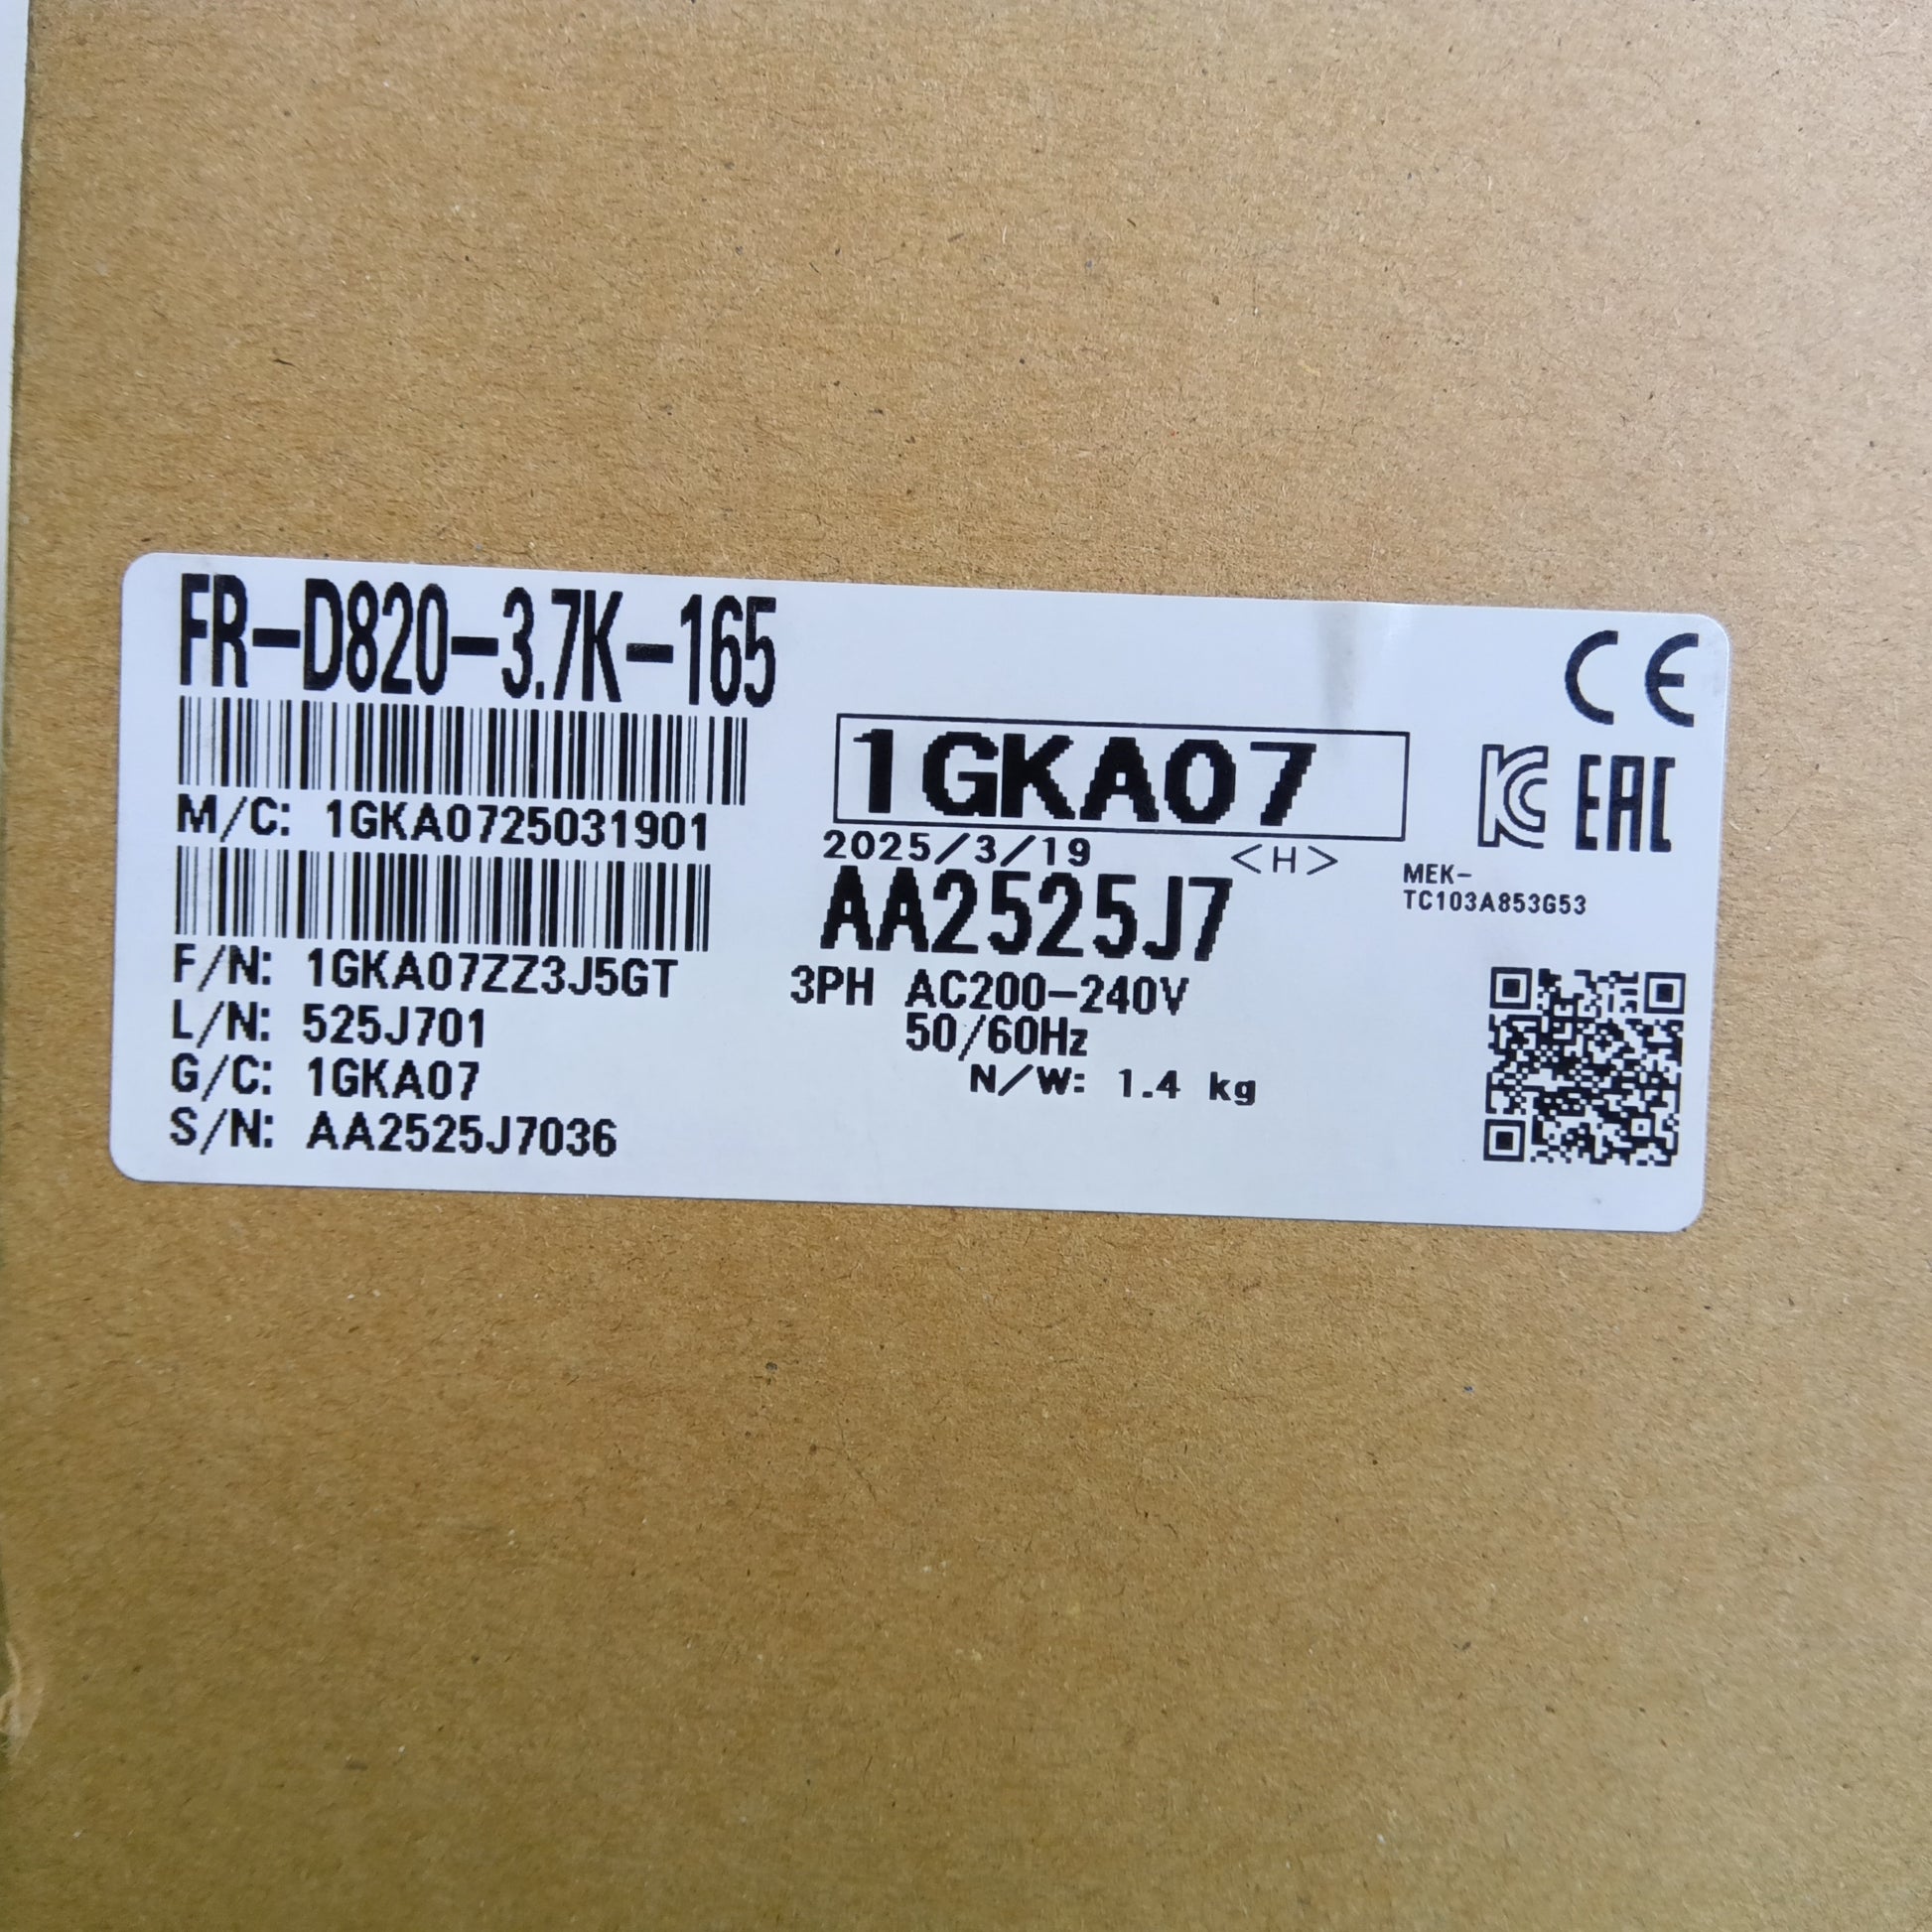 FR-D820-3.7K-165
M/C: 1GKA0725031901
F/N: 1GKA07ZZ3J5GT
L/N: 525J701
G/C: 1GKA07
S/N: AA2525J7036
1GKA07
2025/3/19 <H>
AA2525J7
3PH AC200-240V
50/60Hz
N/W: 1.4 kg
CE
KC EAC
MEK-
TC103A853G53